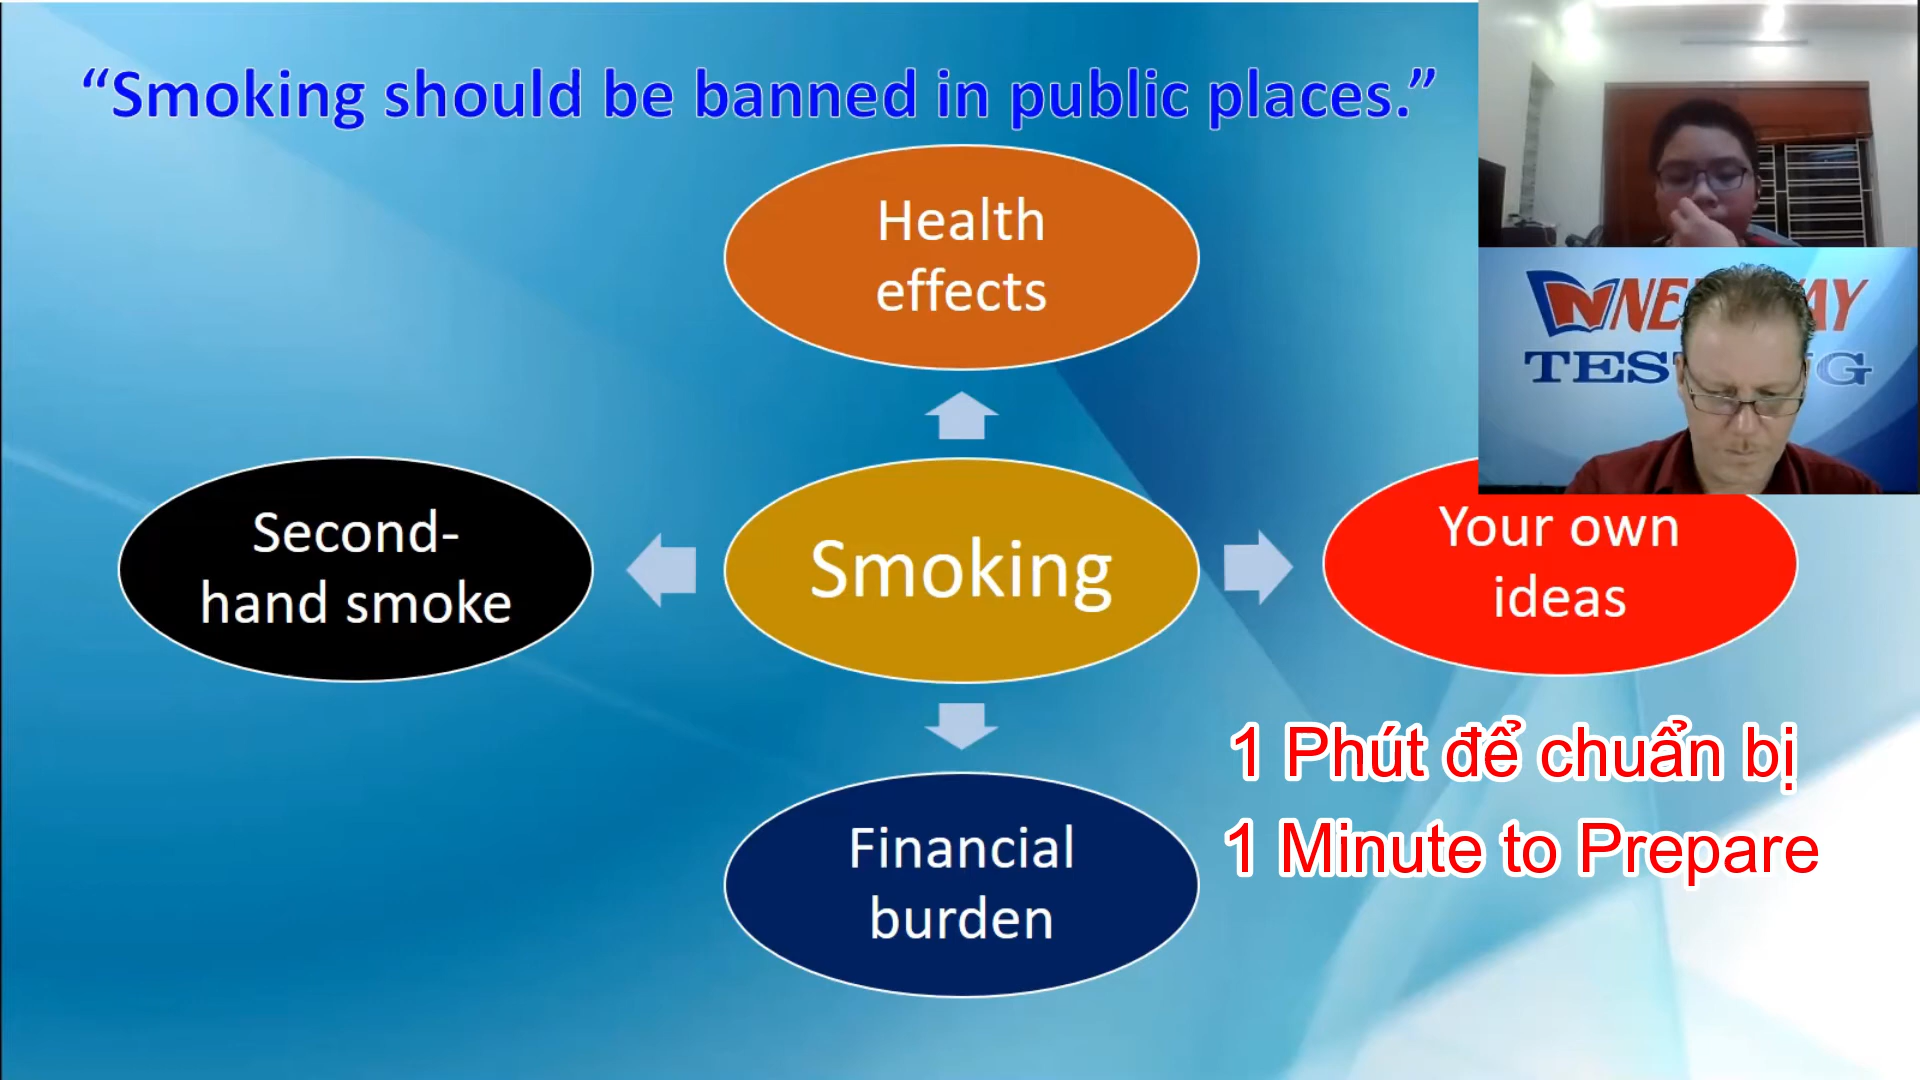 “Smoking should be banned in public places.”
Health
effects
Second-
hand smoke
Smoking
Your own
ideas
Financial
burden
1 Phút để chuẩn bị
1 Minute to Prepare